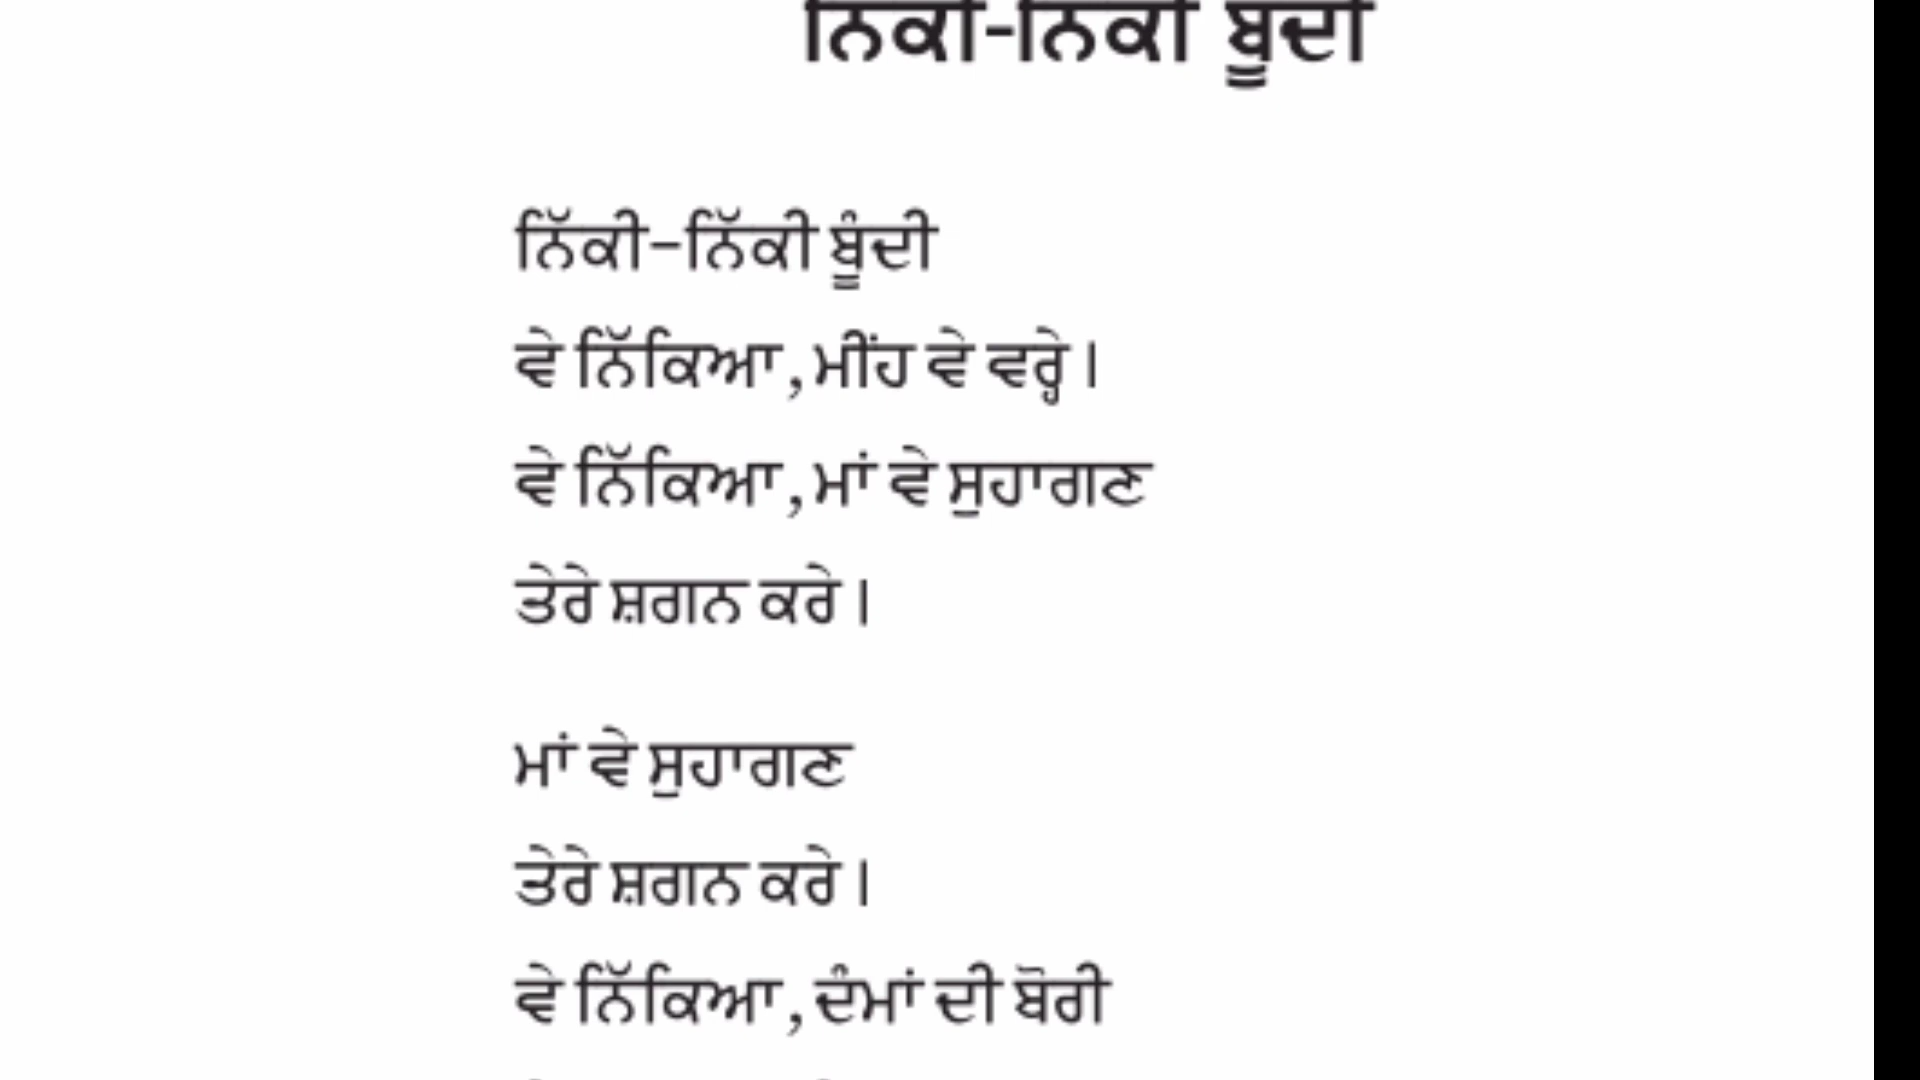 ਨਿੱਕੀ-ਨਿੱਕੀ ਬੂੰਦੀ
ਨਿੱਕੀ-ਨਿੱਕੀ ਬੂੰਦੀ
ਵੇ ਨਿੱਕਿਆ, ਮੀਂਹ ਵੇ ਵਰ੍ਹੇ।
ਵੇ ਨਿੱਕਿਆ, ਮਾਂ ਵੇ ਸੁਹਾਗਣ
ਤੇਰੇ ਸ਼ਗਨ ਕਰੇ।
ਮਾਂ ਵੇ ਸੁਹਾਗਣ
ਤੇਰੇ ਸ਼ਗਨ ਕਰੇ।
ਵੇ ਨਿੱਕਿਆ, ਦੰਮਾਂ ਦੀ ਬੋਰੀ